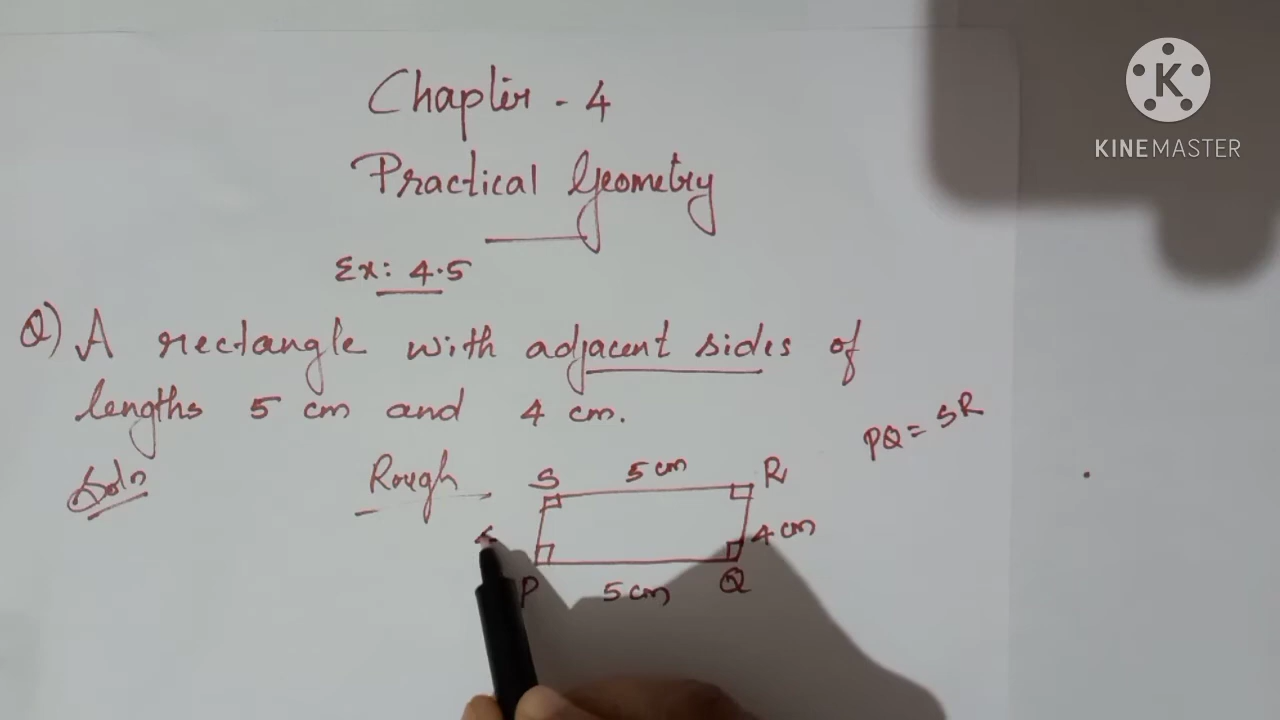 Chapter - 4
Practical Geometry
Ex: 4.5
Q) A rectangle with adjacent sides of
lengths 5 cm and 4 cm.
Soln
Rough
S 5 cm R
4 cm
P 5 cm Q
PQ = SR
K
KINEMASTER